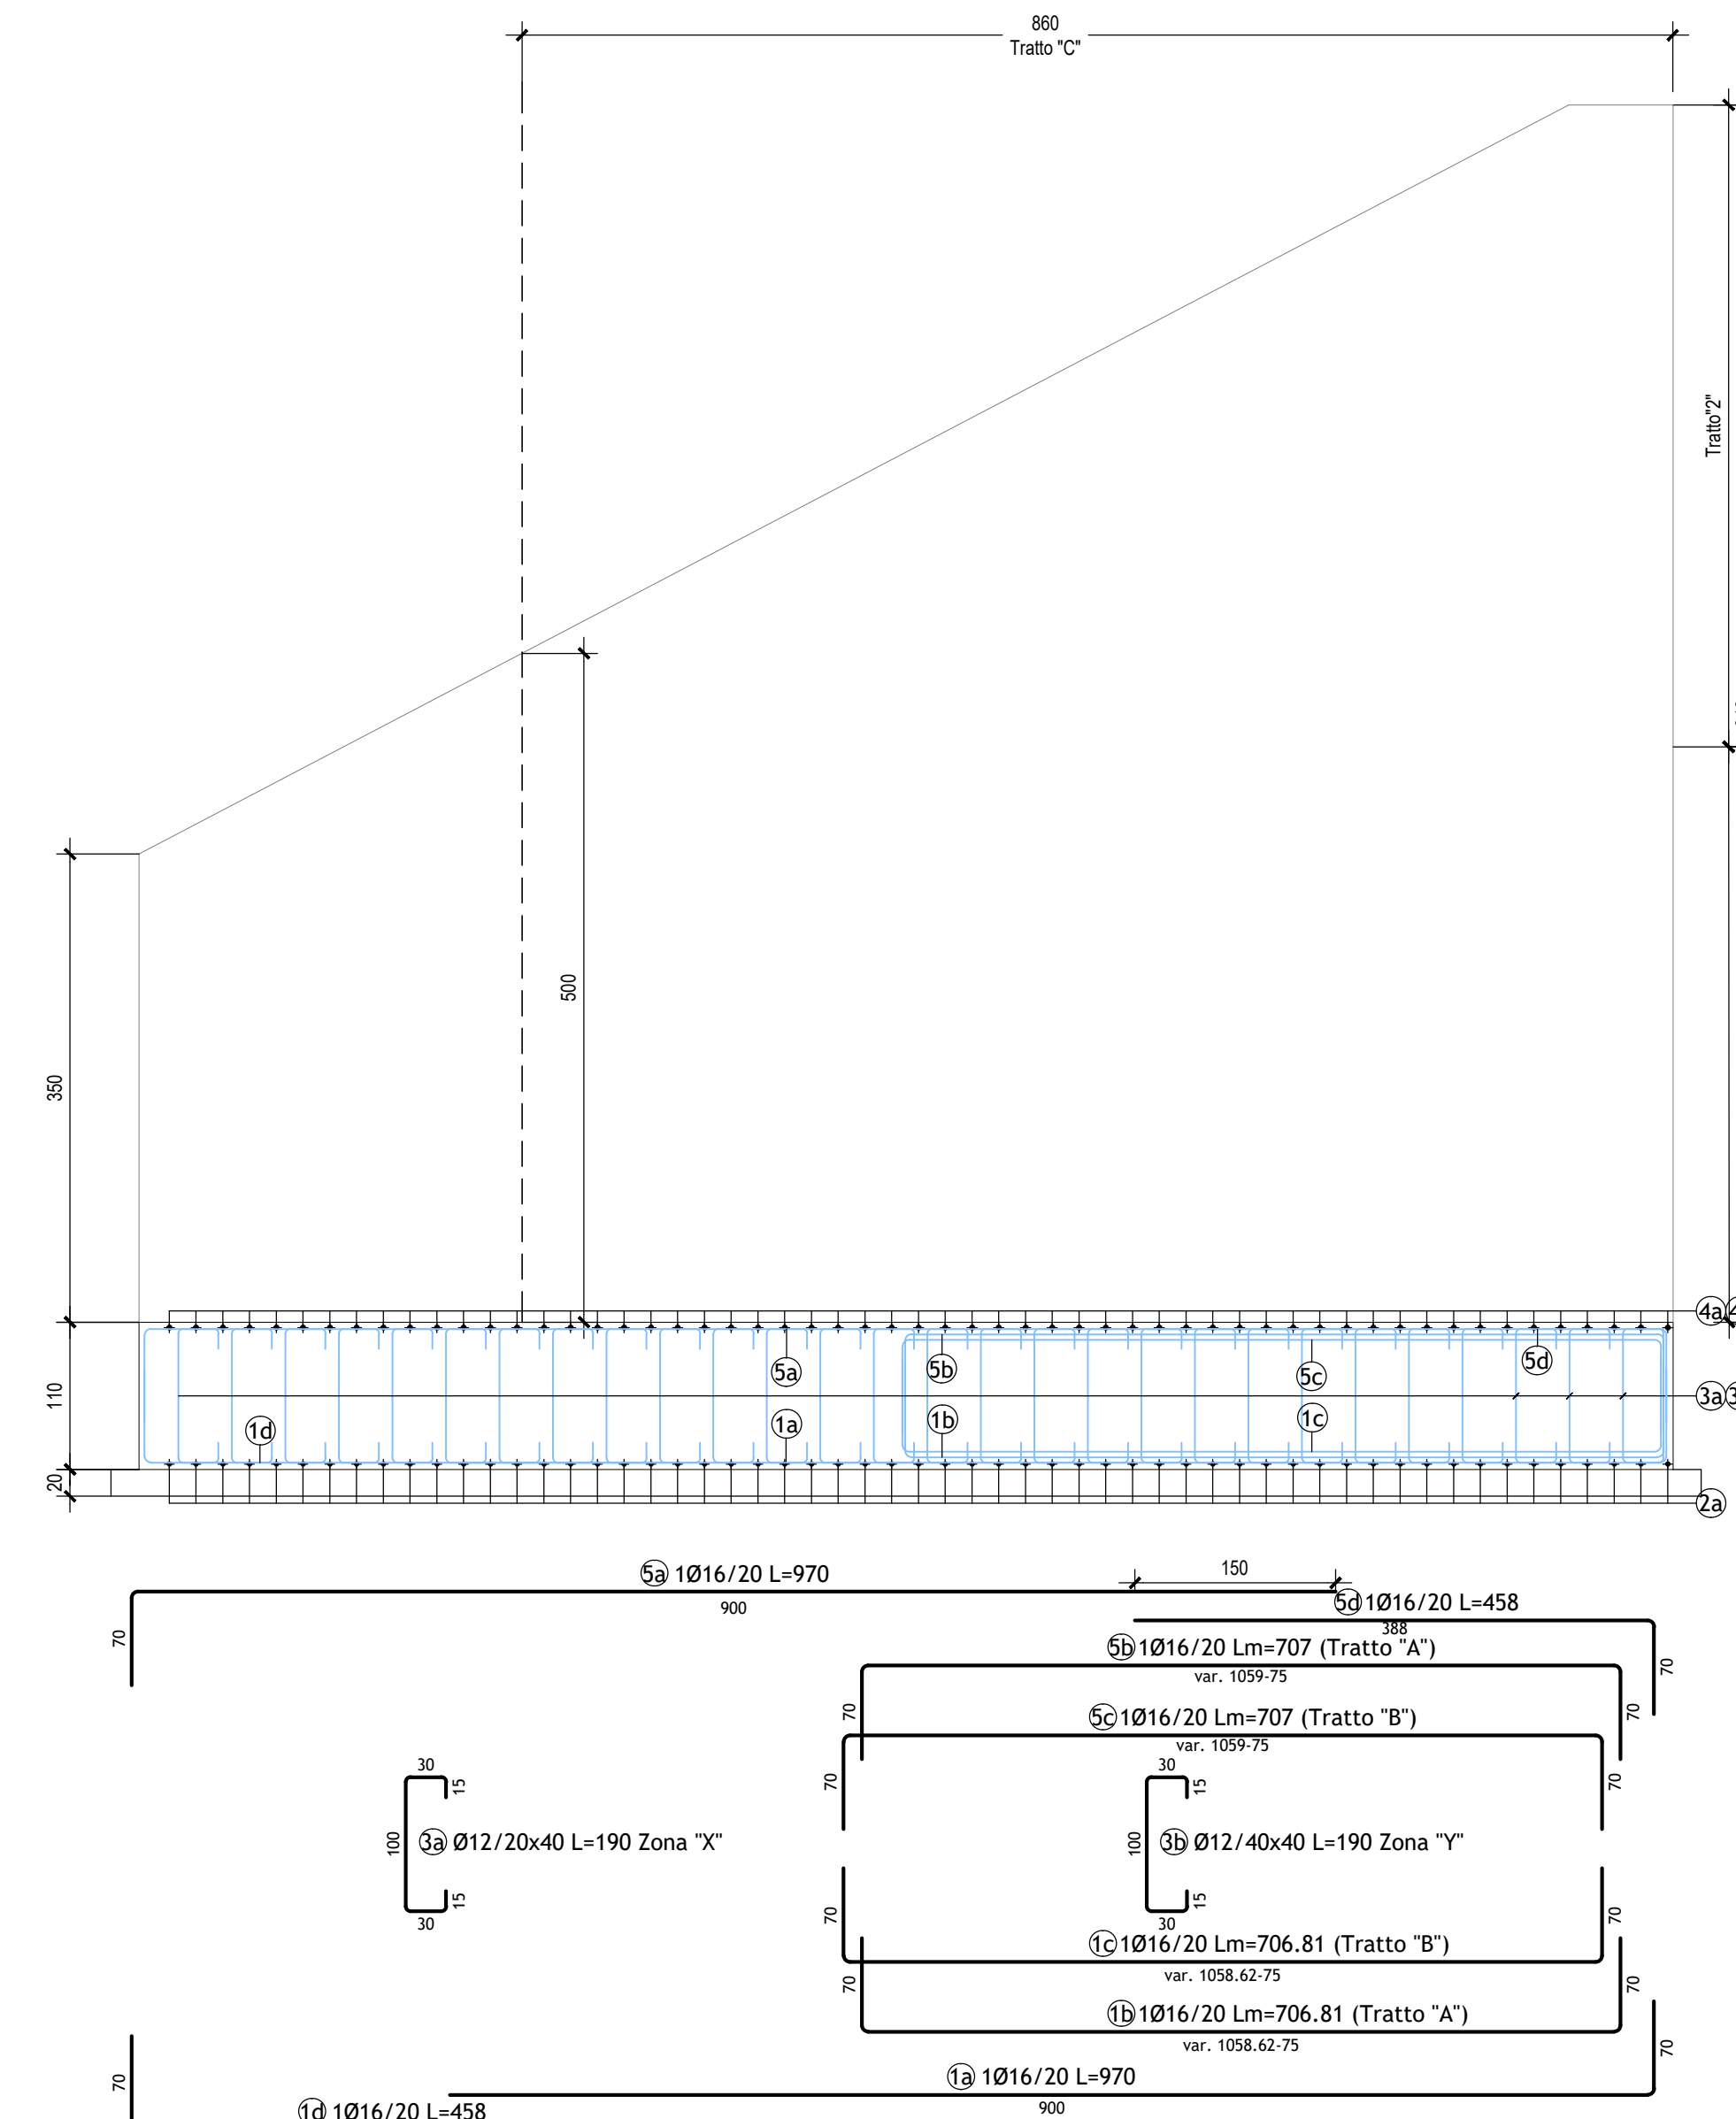 860
Tratto "C"
Tratto"2"
500
350
4a
5a
5b
5c
5d
110
3a
1d
1a
1b
1c
20
2a
5a 1Ø16/20 L=970
900
150
70
5d 1Ø16/20 L=458
388
70
5b 1Ø16/20 Lm=707 (Tratto "A")
var. 1059-75
70
70
5c 1Ø16/20 Lm=707 (Tratto "B")
var. 1059-75
70
70
30
15
100
3a Ø12/20x40 L=190 Zona "X"
15
30
30
15
100
3b Ø12/40x40 L=190 Zona "Y"
15
30
70
70
1c 1Ø16/20 Lm=706.81 (Tratto "B")
var. 1058.62-75
70
70
1b 1Ø16/20 Lm=706.81 (Tratto "A")
var. 1058.62-75
70
70
1a 1Ø16/20 L=970
900
1d 1Ø16/20 L=458